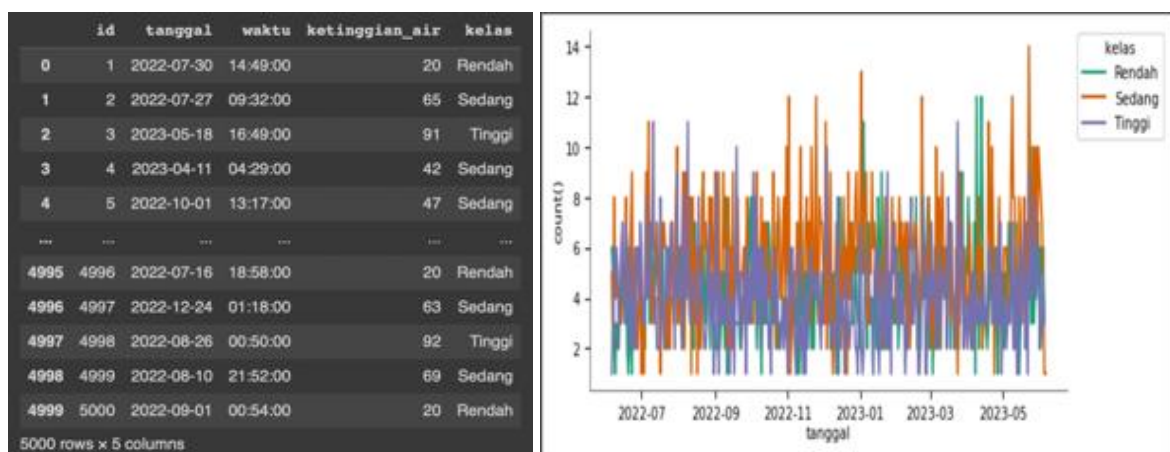 id tanggal waktu ketinggian_air kelas
0 1 2022-07-30 14:49:00 20 Rendah
1 2 2022-07-27 09:32:00 65 Sedang
2 3 2023-05-18 16:49:00 91 Tinggi
3 4 2023-04-11 04:29:00 42 Sedang
4 5 2022-10-01 13:17:00 47 Sedang
... ... ... ... ... ...
4995 4996 2022-07-16 18:58:00 20 Rendah
4996 4997 2022-12-24 01:18:00 63 Sedang
4997 4998 2022-08-26 00:50:00 92 Tinggi
4998 4999 2022-08-10 21:52:00 69 Sedang
4999 5000 2022-09-01 00:54:00 20 Rendah
5000 rows × 5 columns
14
12
10
8
6
4
2
count()
2022-07 2022-09 2022-11 2023-01 2023-03 2023-05
tanggal
kelas
Rendah
Sedang
Tinggi